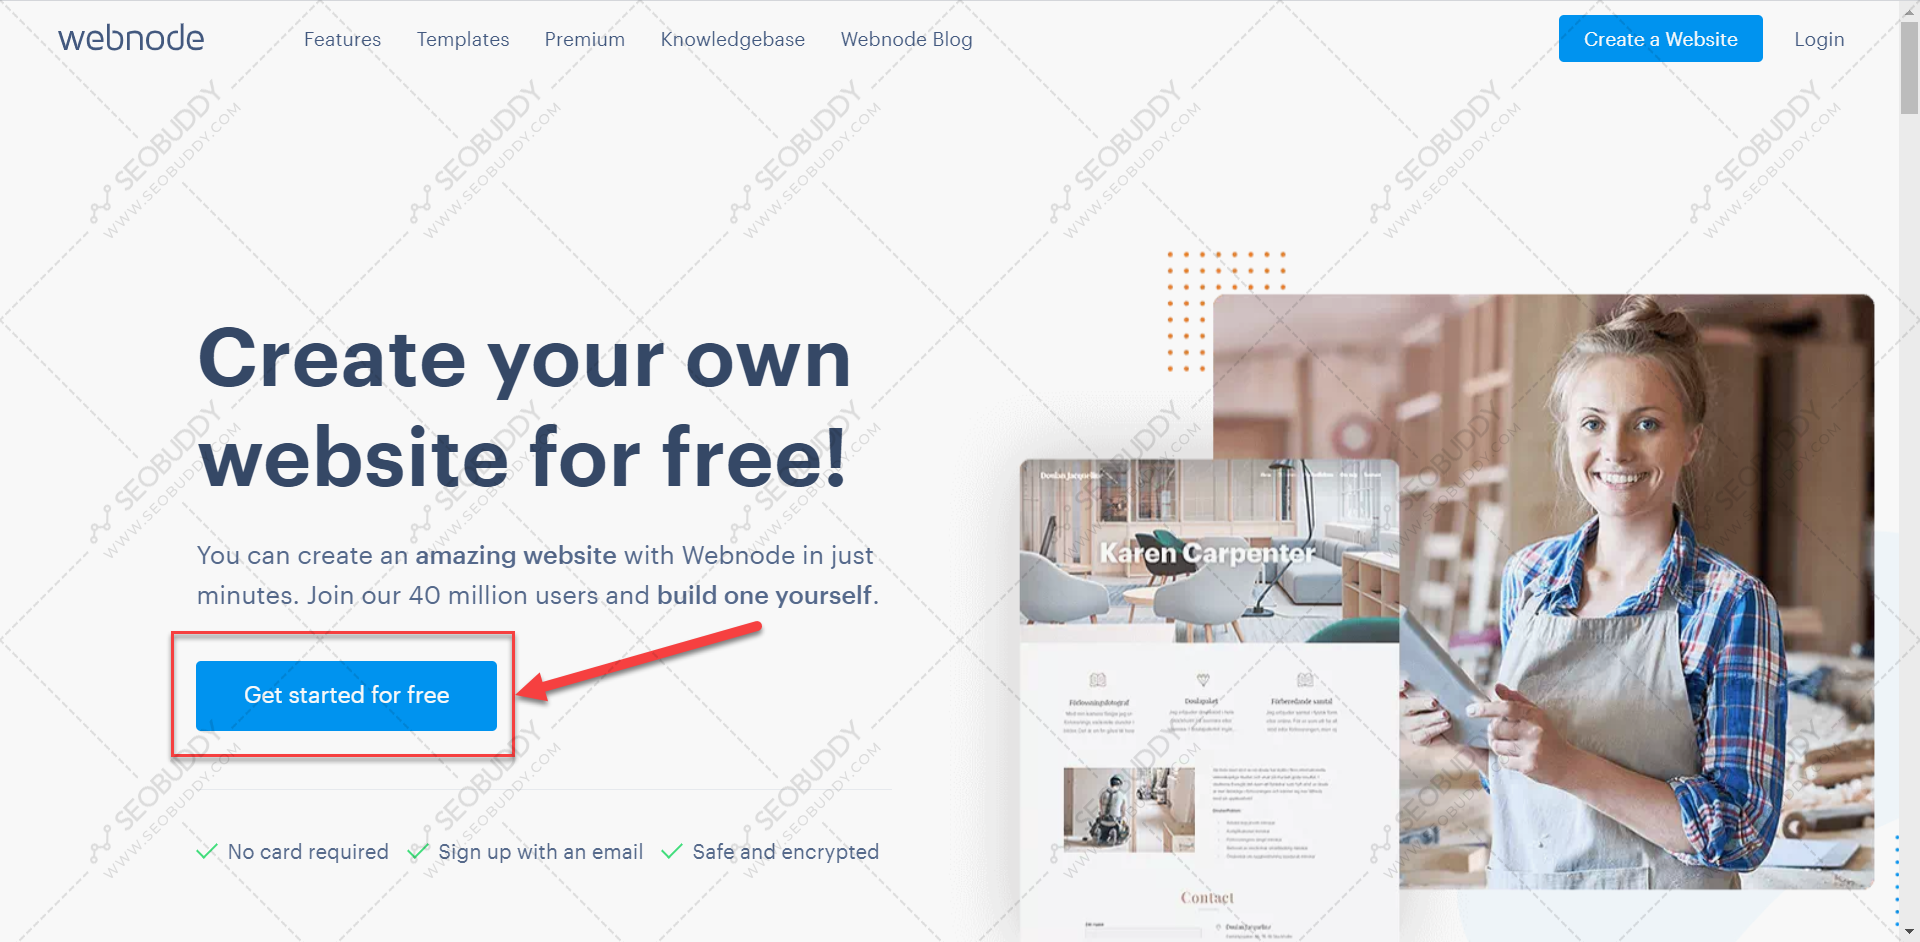 webnode
Features
Templates
Premium
Knowledgebase
Webnode Blog
Create a Website
Login
Create your own
website for free!
You can create an amazing website with Webnode in just
minutes. Join our 40 million users and build one yourself.
Get started for free
No card required
Sign up with an email
Safe and encrypted
Karen Carpenter
Contact
SEOBUDDY
WWW.SEOBUDDY.COM